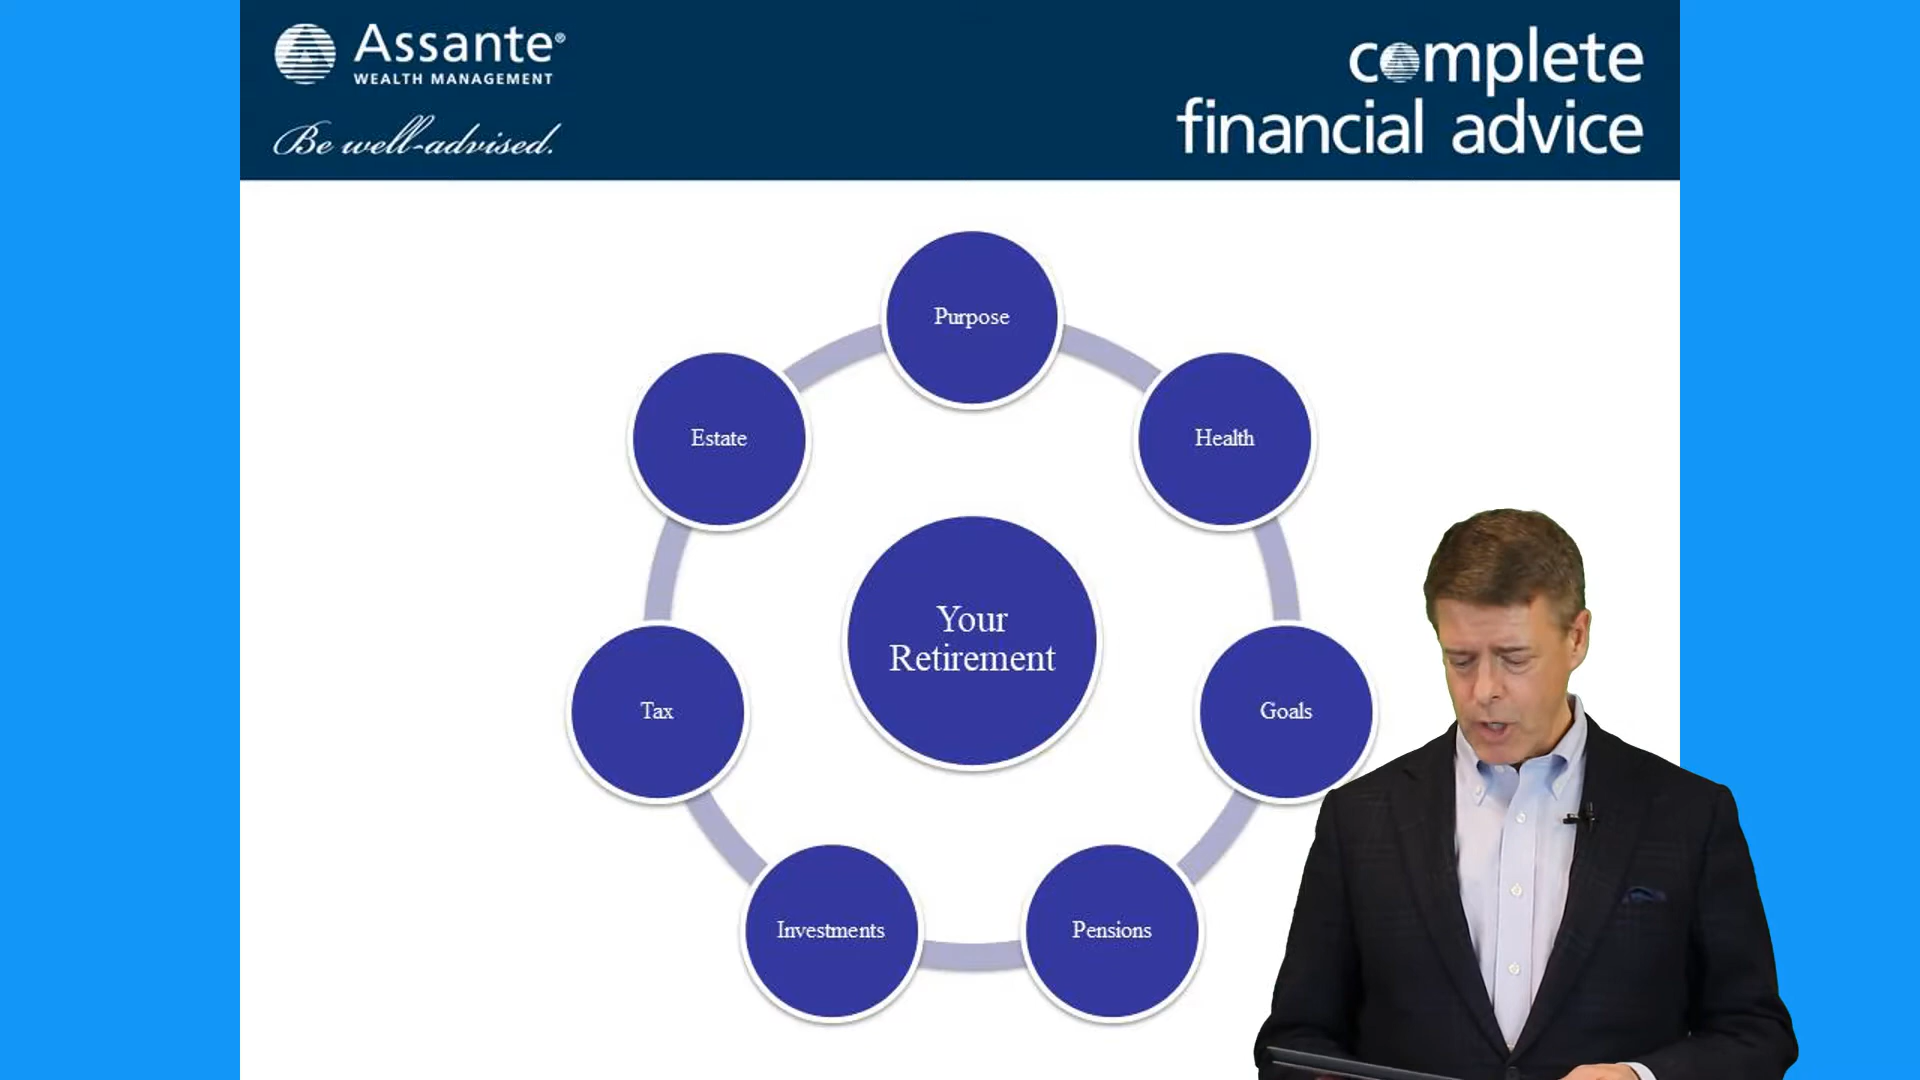 Assante®
WEALTH MANAGEMENT
Be well-advised.
complete
financial advice
Purpose
Estate
Health
Your
Retirement
Tax
Goals
Investments
Pensions